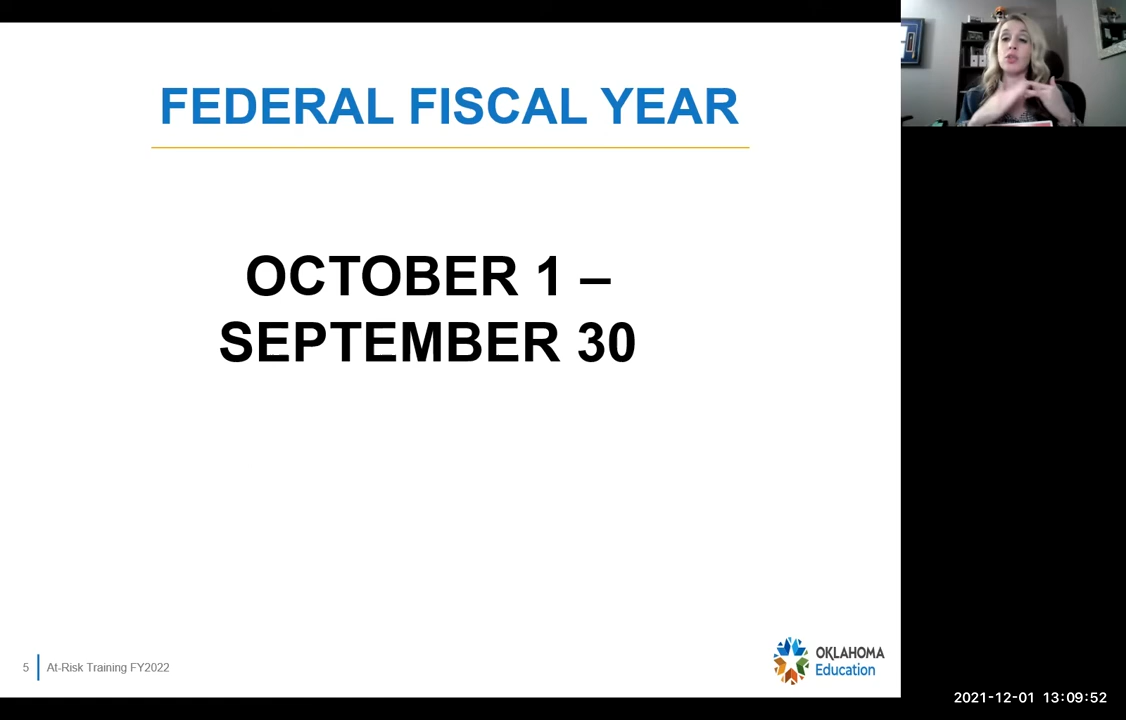 FEDERAL FISCAL YEAR
OCTOBER 1 –
SEPTEMBER 30
5
At-Risk Training FY2022
OKLAHOMA
Education
2021-12-01 13:09:52